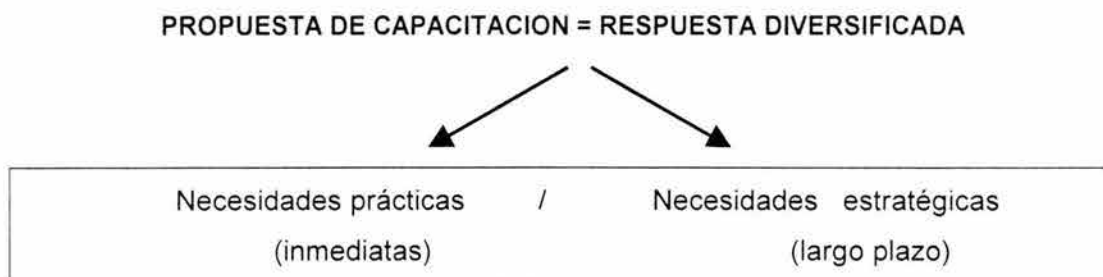 PROPUESTA DE CAPACITACION = RESPUESTA DIVERSIFICADA
Necesidades prácticas / Necesidades estratégicas
(inmediatas) (largo plazo)